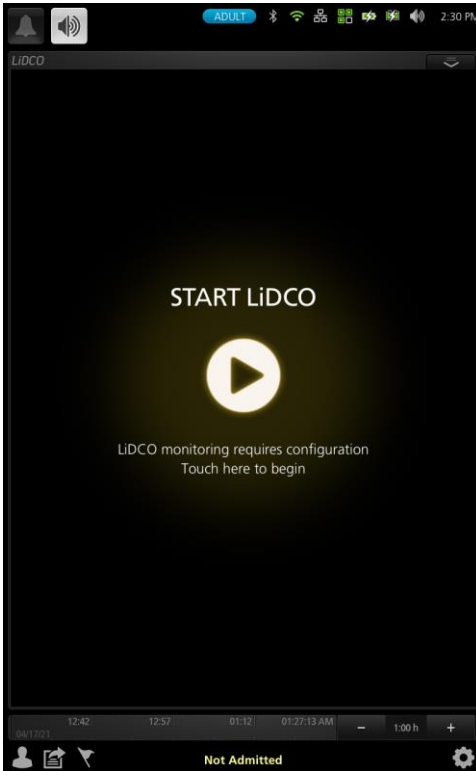 ADULT 2:30 PM
LiDCO
START LiDCO
LiDCO monitoring requires configuration
Touch here to begin
12:42 12:57 01:12 01:27:13 AM − 1:00 h +
04/17/21
Not Admitted